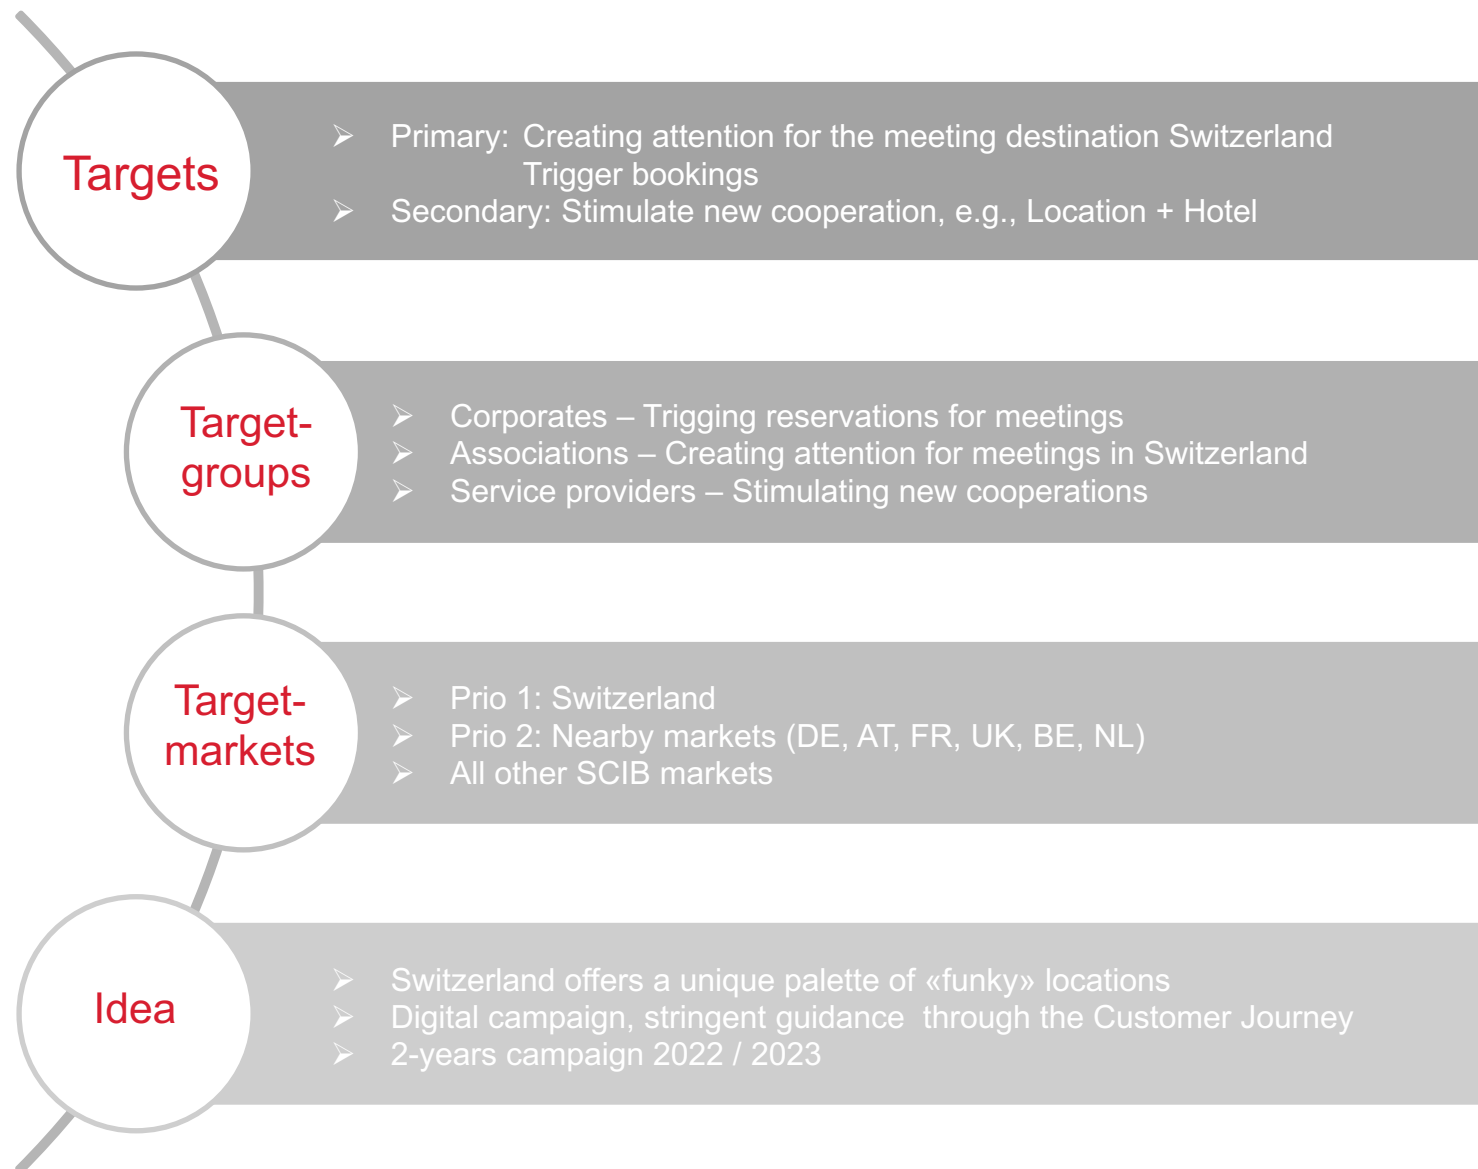 Targets
➢ Primary: Creating attention for the meeting destination Switzerland
Trigger bookings
➢ Secondary: Stimulate new cooperation, e.g., Location + Hotel
Target-
groups
➢ Corporates – Trigging reservations for meetings
➢ Associations – Creating attention for meetings in Switzerland
➢ Service providers – Stimulating new cooperations
Target-
markets
➢ Prio 1: Switzerland
➢ Prio 2: Nearby markets (DE, AT, FR, UK, BE, NL)
➢ All other SCIB markets
Idea
➢ Switzerland offers a unique palette of «funky» locations
➢ Digital campaign, stringent guidance  through the Customer Journey
➢ 2-years campaign 2022 / 2023